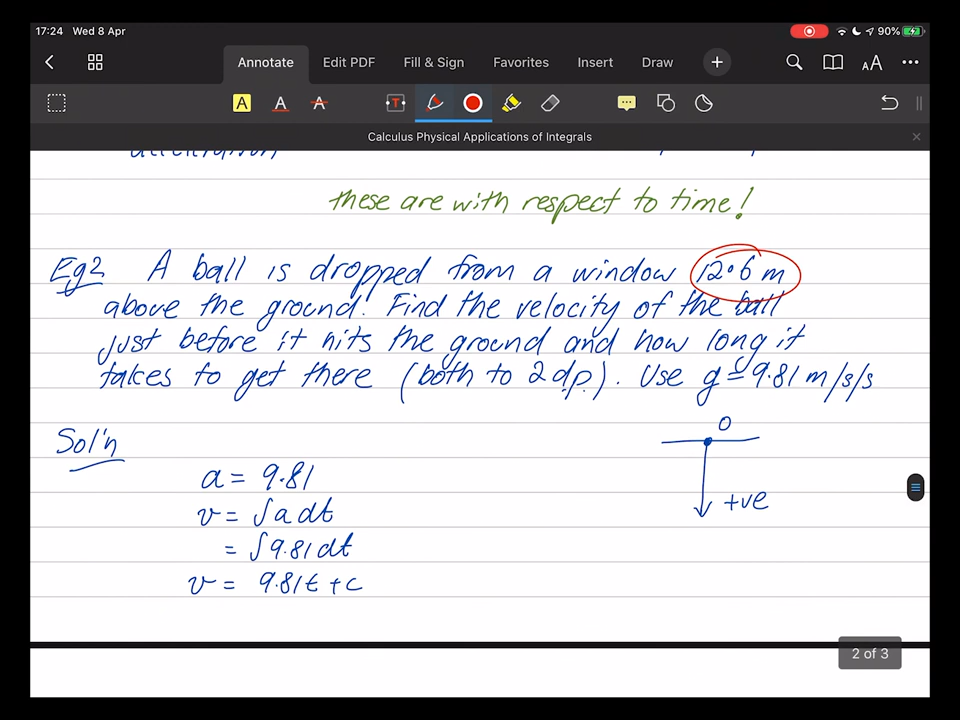 17:24 Wed 8 Apr
90%
Annotate Edit PDF Fill & Sign Favorites Insert Draw
Calculus Physical Applications of Integrals
acceleration
these are with respect to time!
Eg2 A ball is dropped from a window 12.6 m
above the ground. Find the velocity of the ball
just before it hits the ground and how long it
takes to get there (both to 2 d.p.). Use g = 9.81 m/s/s
Sol'n
0
a = 9.81
+ve
v = ∫a dt
= ∫9.81 dt
v = 9.81t + c
2 of 3